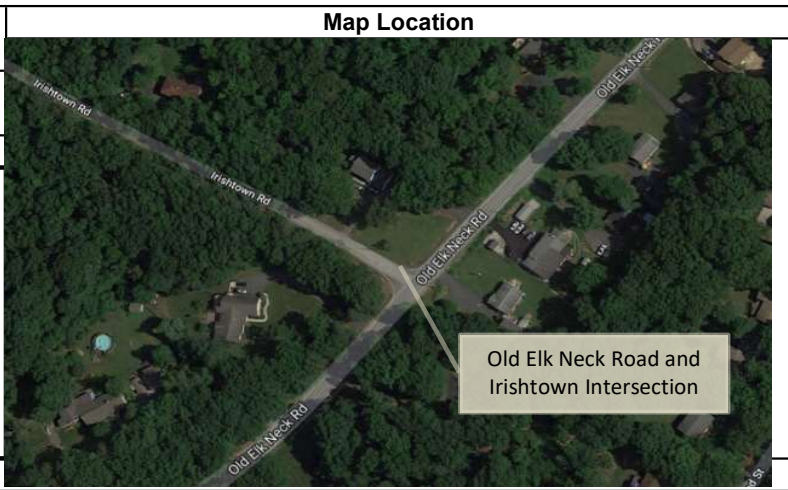 Map Location
Old Elk Neck
Irishtown Rd
Irishtown Rd
Old Elk Neck Rd
Old Elk Neck Road and
Irishtown Intersection
Old Elk Neck Rd
St